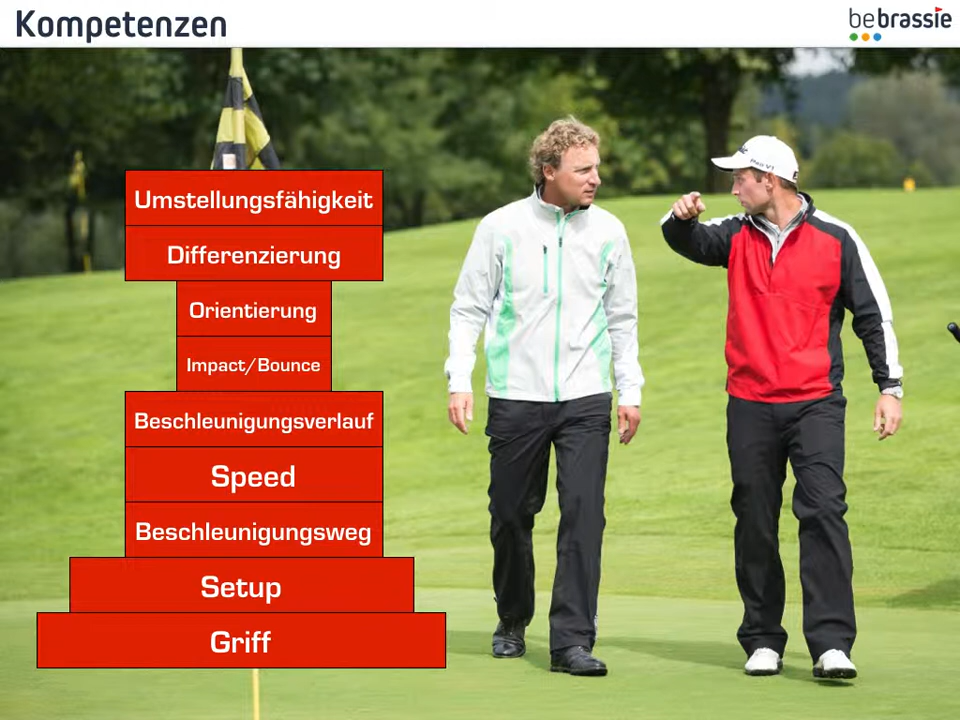 Kompetenzen
bebrassie
Umstellungsfähigkeit
Differenzierung
Orientierung
Impact/Bounce
Beschleunigungsverlauf
Speed
Beschleunigungsweg
Setup
Griff